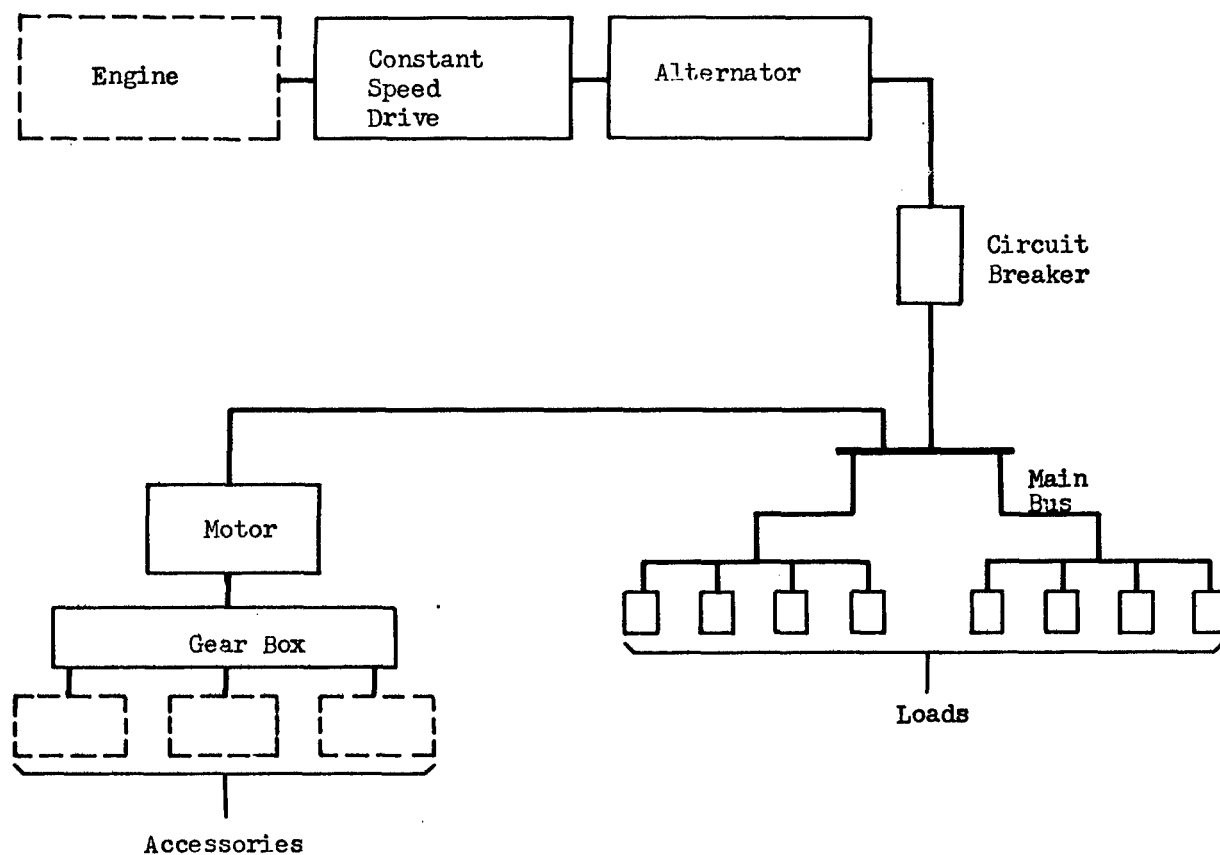 Engine
Constant
Speed
Drive
Alternator
Circuit
Breaker
Main
Bus
Motor
Gear Box
Loads
Accessories